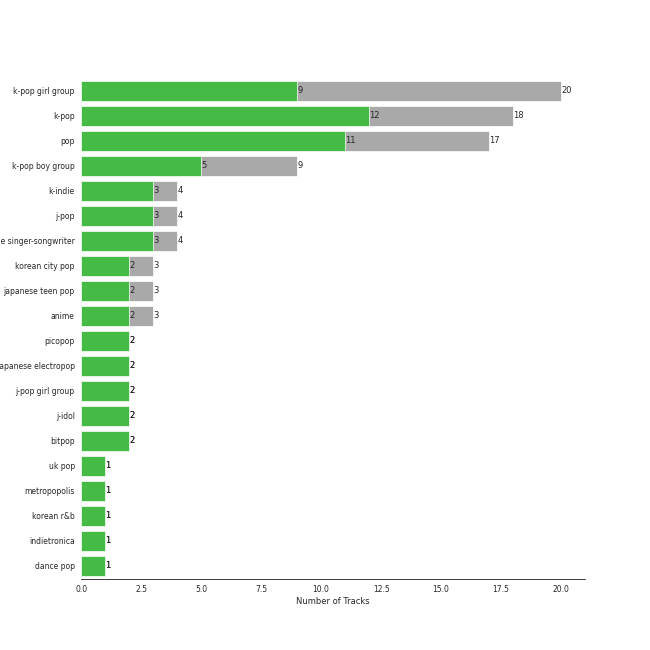 k-pop girl group 9 20
k-pop 12 18
pop 11 17
k-pop boy group 5 9
k-indie 3 4
j-pop 3 4
e singer-songwriter 3 4
korean city pop 2 3
japanese teen pop 2 3
anime 2 3
picopop 2
apanese electropop 2
j-pop girl group 2
j-idol 2
bitpop 2
uk pop 1
metropopolis 1
korean r&b 1
indietronica 1
dance pop 1
0.0 2.5 5.0 7.5 10.0 12.5 15.0 17.5 20.0
Number of Tracks